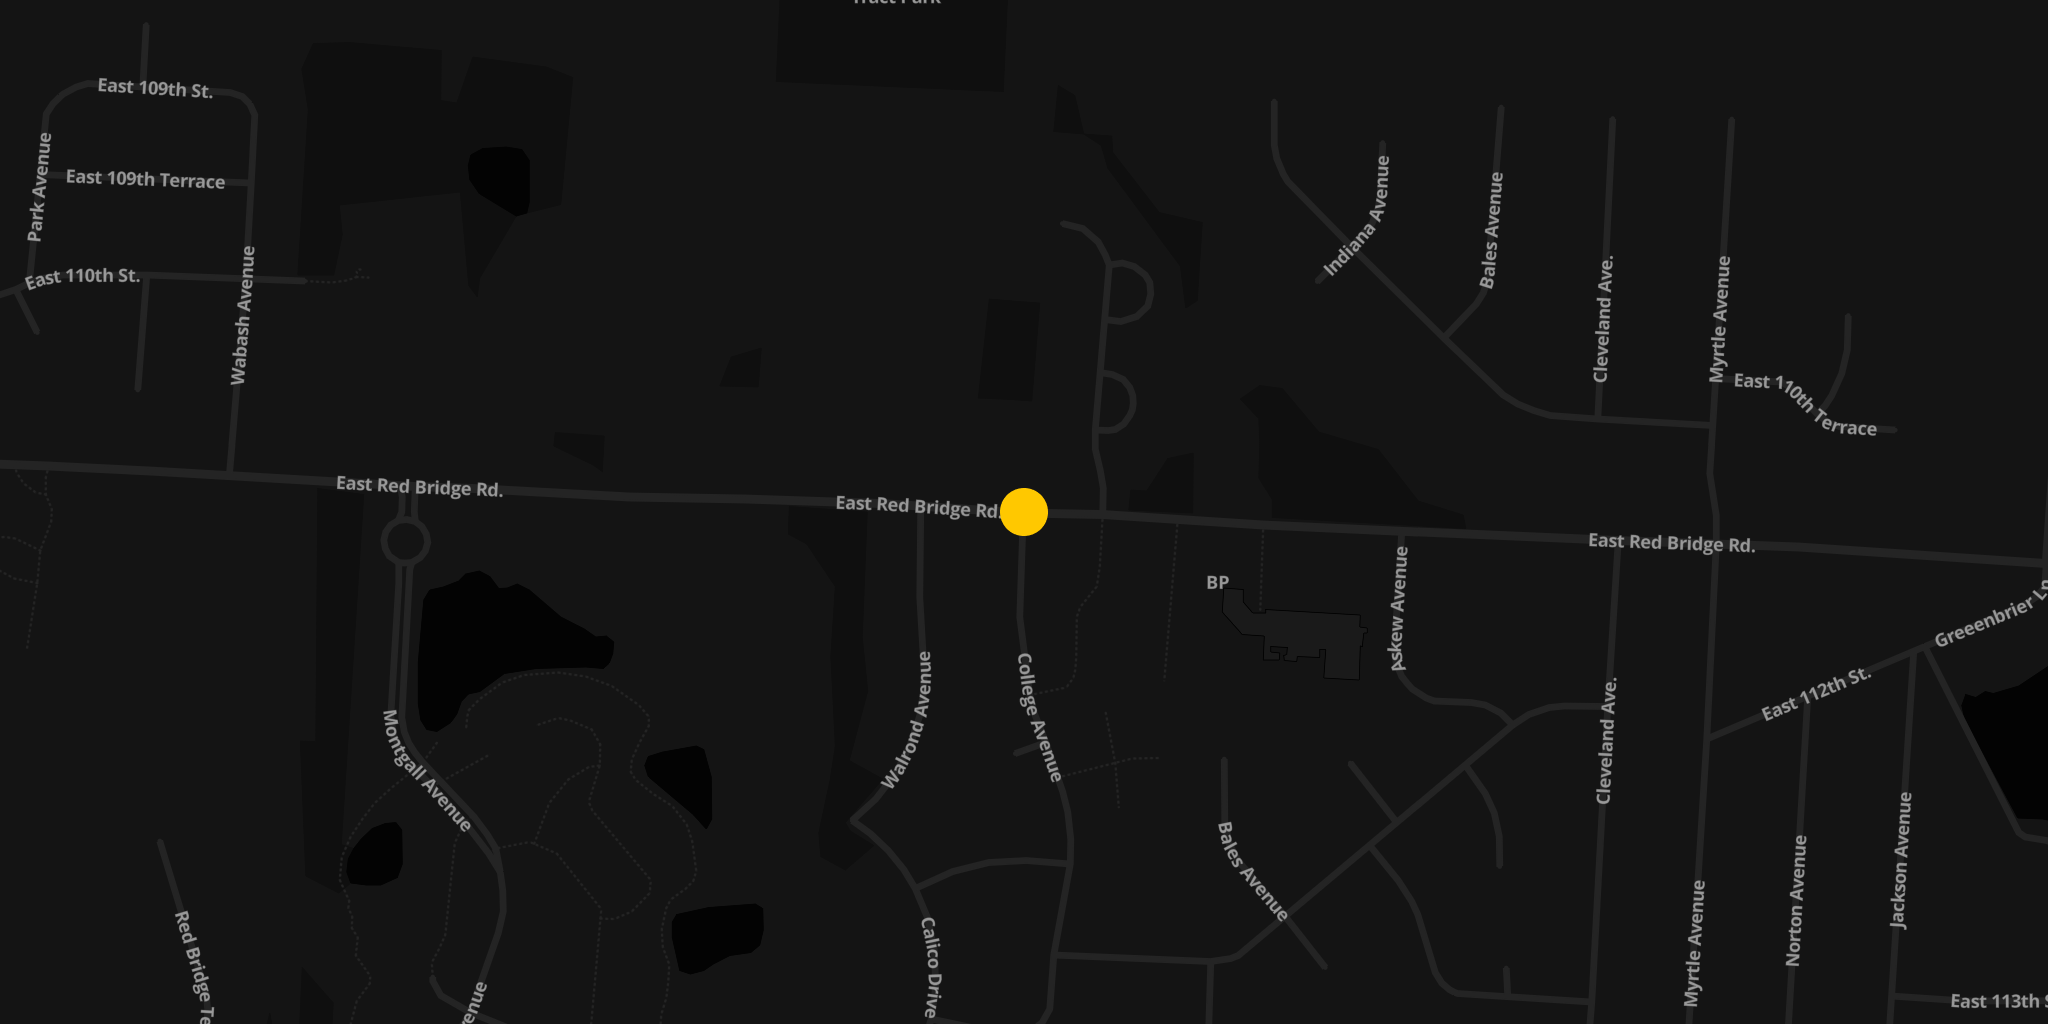 Tract Park
East 109th St.
Park Avenue
East 109th Terrace
Wabash Avenue
East 110th St.
Indiana Avenue
Bales Avenue
Cleveland Ave.
Myrtle Avenue
East 110th Terrace
East Red Bridge Rd.
East Red Bridge Rd.
East Red Bridge Rd.
BP
Askew Avenue
Greeenbrier Ln
East 112th St.
Montgall Avenue
Walrond Avenue
College Avenue
Cleveland Ave.
Bales Avenue
Jackson Avenue
Norton Avenue
Myrtle Avenue
Red Bridge Te
Calico Drive
enue
East 113th S